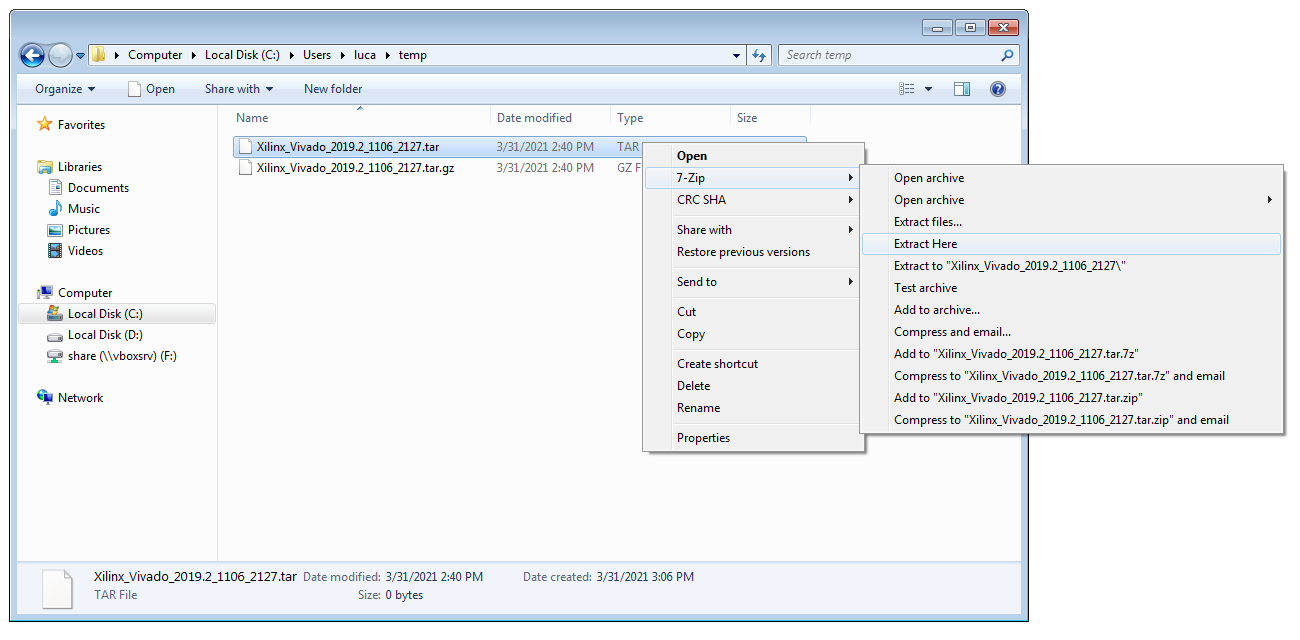 Computer Local Disk (C:) Users luca temp Search temp
Organize Open Share with New folder
Name Date modified Type Size
Xilinx_Vivado_2019.2_1106_2127.tar 3/31/2021 2:40 PM TAR
Xilinx_Vivado_2019.2_1106_2127.tar.gz 3/31/2021 2:40 PM GZ F
Favorites
Libraries
Documents
Music
Pictures
Videos
Computer
Local Disk (C:)
Local Disk (D:)
share (\\vboxsrv) (F:)
Network
Open
7-Zip
CRC SHA
Share with
Restore previous versions
Send to
Cut
Copy
Create shortcut
Delete
Rename
Properties
Open archive
Open archive
Extract files...
Extract Here
Extract to "Xilinx_Vivado_2019.2_1106_2127\"
Test archive
Add to archive...
Compress and email...
Add to "Xilinx_Vivado_2019.2_1106_2127.tar.7z"
Compress to "Xilinx_Vivado_2019.2_1106_2127.tar.7z" and email
Add to "Xilinx_Vivado_2019.2_1106_2127.tar.zip"
Compress to "Xilinx_Vivado_2019.2_1106_2127.tar.zip" and email
Xilinx_Vivado_2019.2_1106_2127.tar Date modified: 3/31/2021 2:40 PM Date created: 3/31/2021 3:06 PM
TAR File Size: 0 bytes